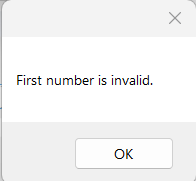 First number is invalid.
OK